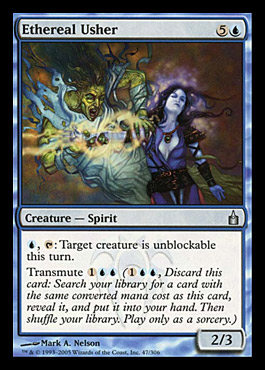 Ethereal Usher 5
Creature — Spirit
, : Target creature is unblockable
this turn.
Transmute 1 (1 , Discard this
card: Search your library for a card with
the same converted mana cost as this card,
reveal it, and put it into your hand. Then
shuffle your library. Play only as a sorcery.)
Mark A. Nelson
™ & © 1993-2005 Wizards of the Coast, Inc. 47/306
2/3